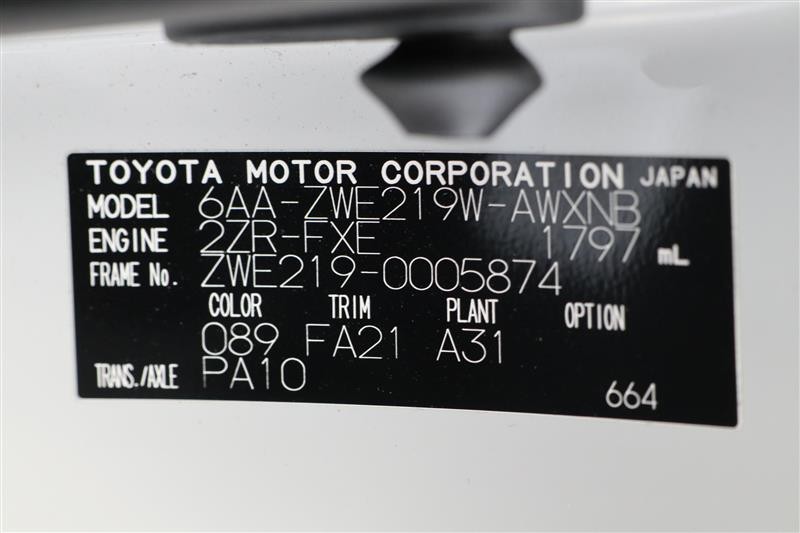 TOYOTA MOTOR CORPORATION JAPAN
MODEL 6AA-ZWE219W-AWXNB
ENGINE 2ZR-FXE 1797 mL
FRAME No. ZWE219-0005874
COLOR TRIM PLANT OPTION
089 FA21 A31
TRANS./AXLE PA10 664